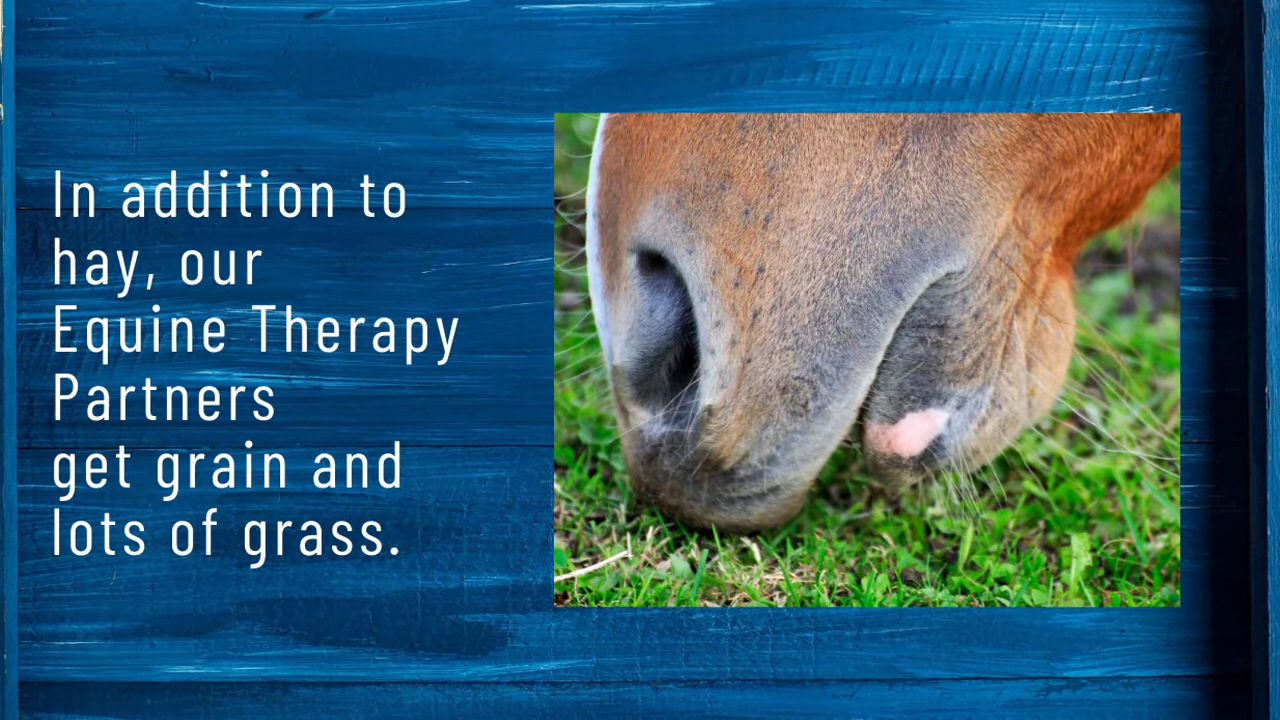 In addition to
hay, our
Equine Therapy
Partners
get grain and
lots of grass.